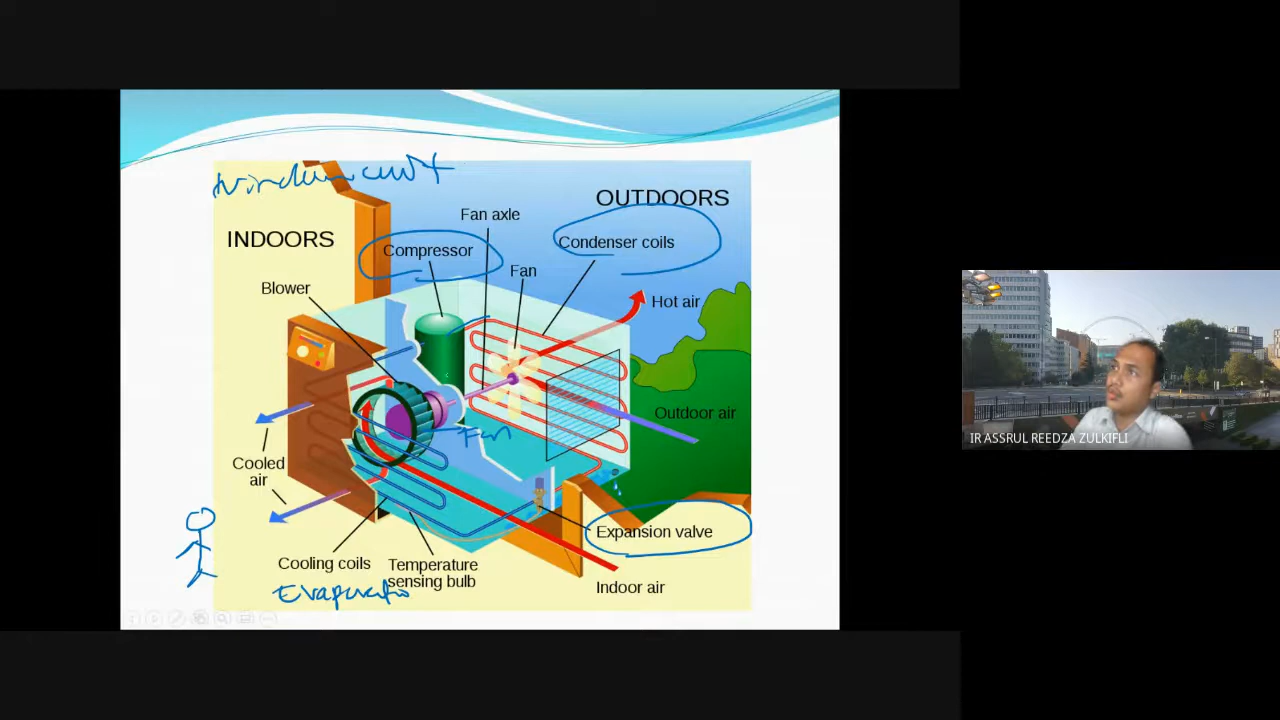 Window unit
OUTDOORS
Fan axle
INDOORS
Compressor
Condenser coils
Fan
Blower
Hot air
Outdoor air
Fan
IR ASSRUL REEDZA ZULKIFLI
Cooled
air
Expansion valve
Cooling coils
Temperature
sensing bulb
Indoor air
Evaporato